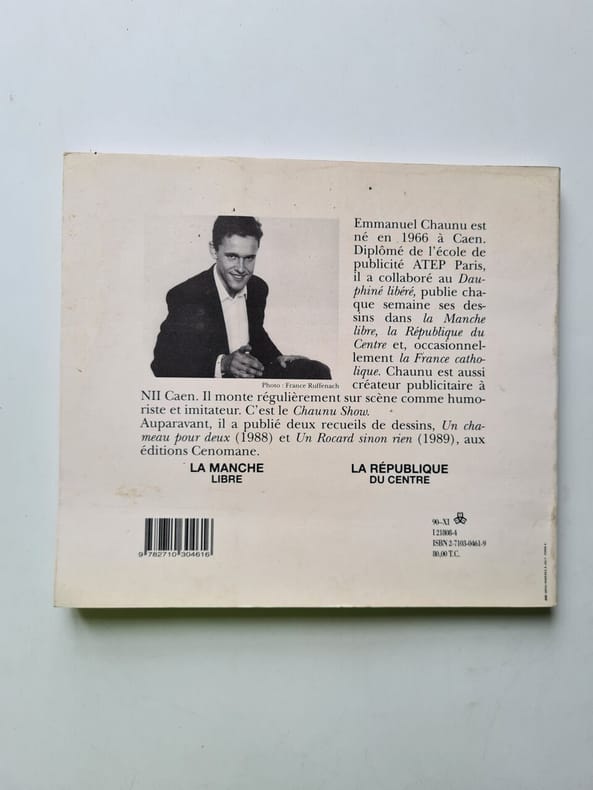 Emmanuel Chaunu est
né en 1966 à Caen.
Diplômé de l'école de
publicité ATEP Paris,
il a collaboré au Dau-
phiné libéré, publie cha-
que semaine ses des-
sins dans la Manche
libre, la République du
Centre et, occasionnel-
lement la France catho-
lique. Chaunu est aussi
créateur publicitaire à
Photo : France Ruffenach
NII Caen. Il monte régulièrement sur scène comme humo-
riste et imitateur. C'est le Chaunu Show.
Auparavant, il a publié deux recueils de dessins, Un cha-
meau pour deux (1988) et Un Rocard sinon rien (1989), aux
éditions Cenomane.
LA MANCHE
LIBRE
LA RÉPUBLIQUE
DU CENTRE
90-XI
I 21808-4
ISBN 2-7103-0461-9
80,00 T.C.
9 782710 304616